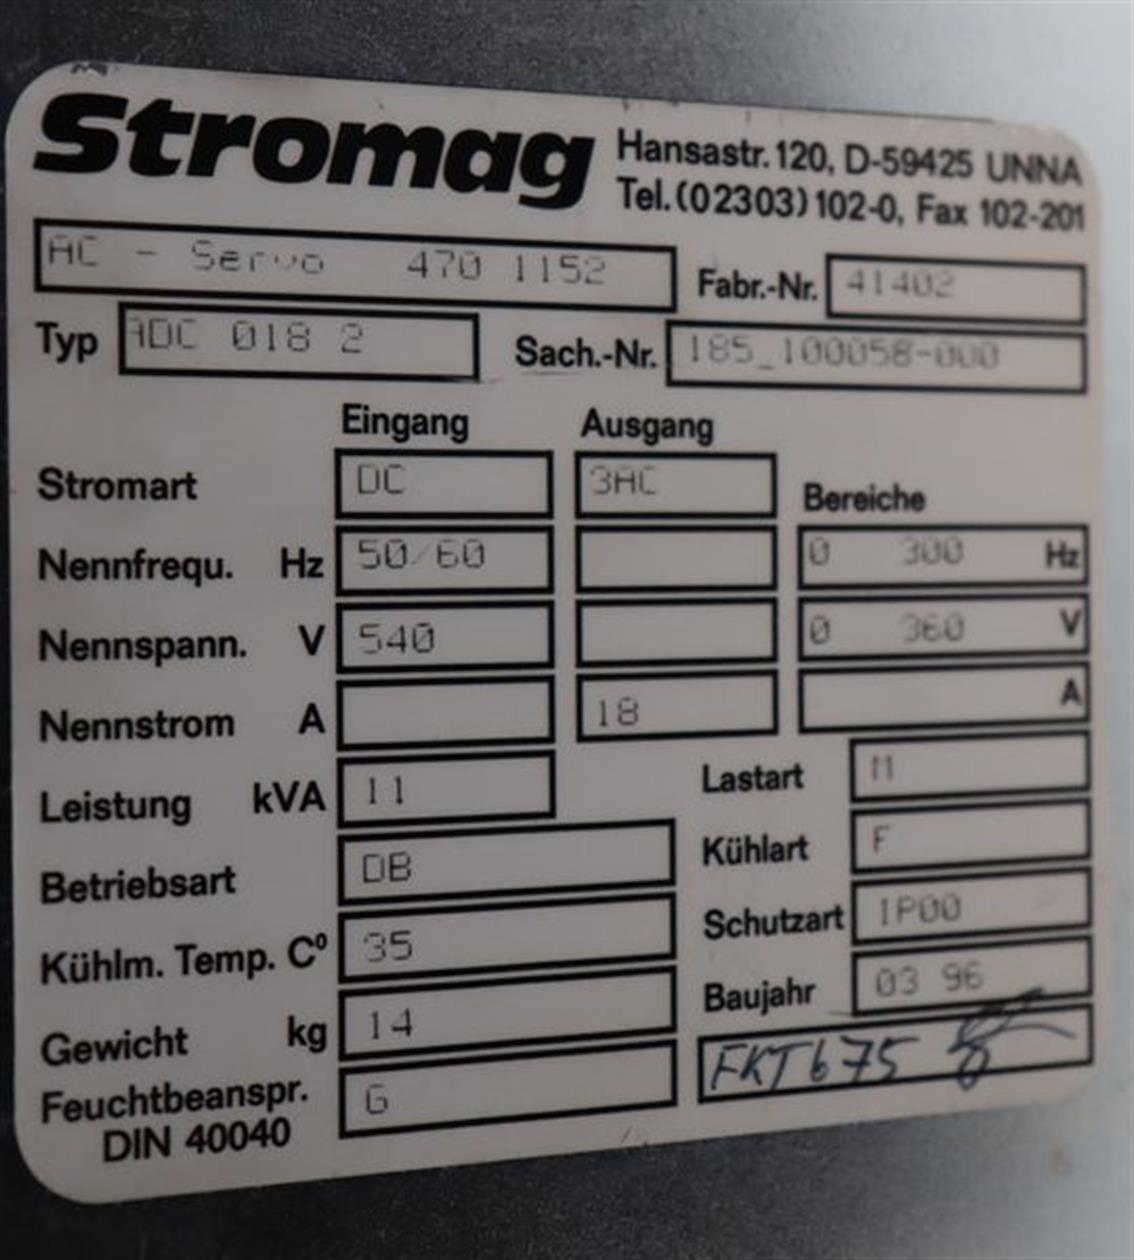 Stromag Hansastr. 120, D-59425 UNNA
Tel. (02303) 102-0, Fax 102-201
AC - Servo 470 1152 Fabr.-Nr. 41402
Typ ADC 018 2 Sach.-Nr. 185_100058-000
Eingang Ausgang
Stromart DC 3AC Bereiche
Nennfrequ. Hz 50/60 0 300 Hz
Nennspann. V 540 0 360 V
Nennstrom A 18 A
Leistung kVA 11 Lastart M
Betriebsart DB Kühlart F
Kühlm. Temp. C° 35 Schutzart IP00
Gewicht kg 14 Baujahr 03 96
Feuchtbeanspr. G FKT 675
DIN 40040